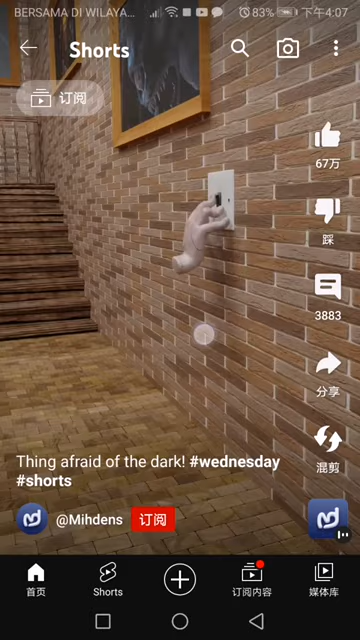 BERSAMA DI WILAYA...
83%
下午4:07
Shorts
订阅
67万
踩
3883
分享
混剪
Thing afraid of the dark! #wednesday
#shorts
@Mihdens
订阅
首页
Shorts
订阅内容
媒体库